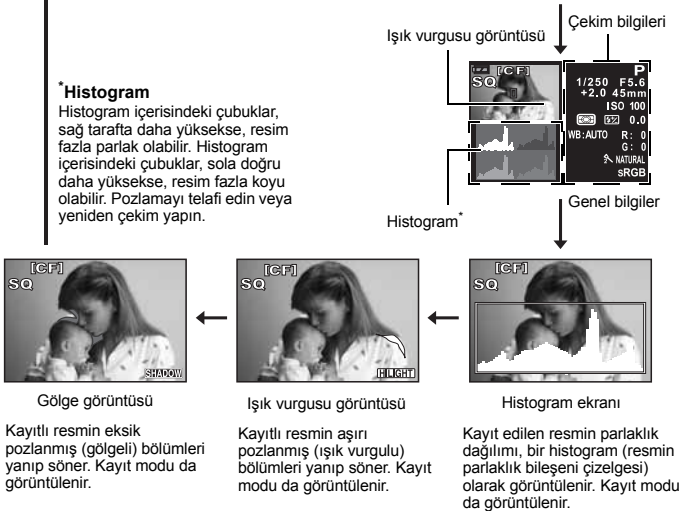 Işık vurgusu görüntüsü
Çekim bilgileri
[CF]
SQ
P
1/250 F5.6
+2.0 45mm
ISO 100
0.0
WB:AUTO R: 0
G: 0
NATURAL
sRGB
Histogram*
Genel bilgiler
*Histogram
Histogram içerisindeki çubuklar,
sağ tarafta daha yüksekse, resim
fazla parlak olabilir. Histogram
içerisindeki çubuklar, sola doğru
daha yüksekse, resim fazla koyu
olabilir. Pozlamayı telafi edin veya
yeniden çekim yapın.
[CF]
SQ
SHADOW
[CF]
SQ
HILIGHT
[CF]
SQ
Gölge görüntüsü
Kayıtlı resmin eksik
pozlanmış (gölgeli) bölümleri
yanıp söner. Kayıt modu da
görüntülenir.
Işık vurgusu görüntüsü
Kayıtlı resmin aşırı
pozlanmış (ışık vurgulu)
bölümleri yanıp söner. Kayıt
modu da görüntülenir.
Histogram ekranı
Kayıt edilen resmin parlaklık
dağılımı, bir histogram (resmin
parlaklık bileşeni çizelgesi)
olarak görüntülenir. Kayıt modu
da görüntülenir.